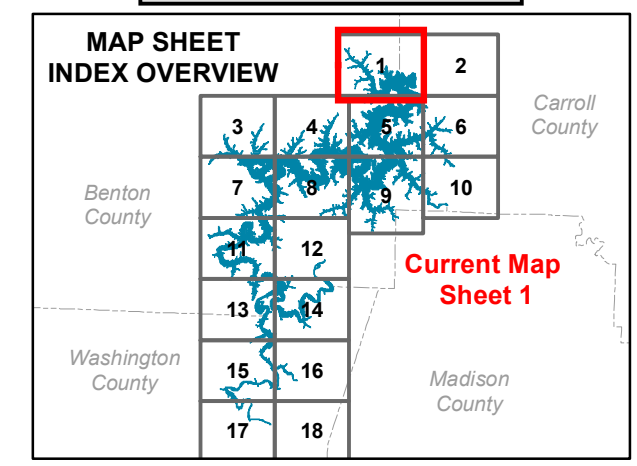 MAP SHEET
INDEX OVERVIEW
1
2
Carroll
County
3
4
5
6
Benton
County
7
8
9
10
11
12
Current Map
Sheet 1
13
14
Washington
County
15
16
Madison
County
17
18